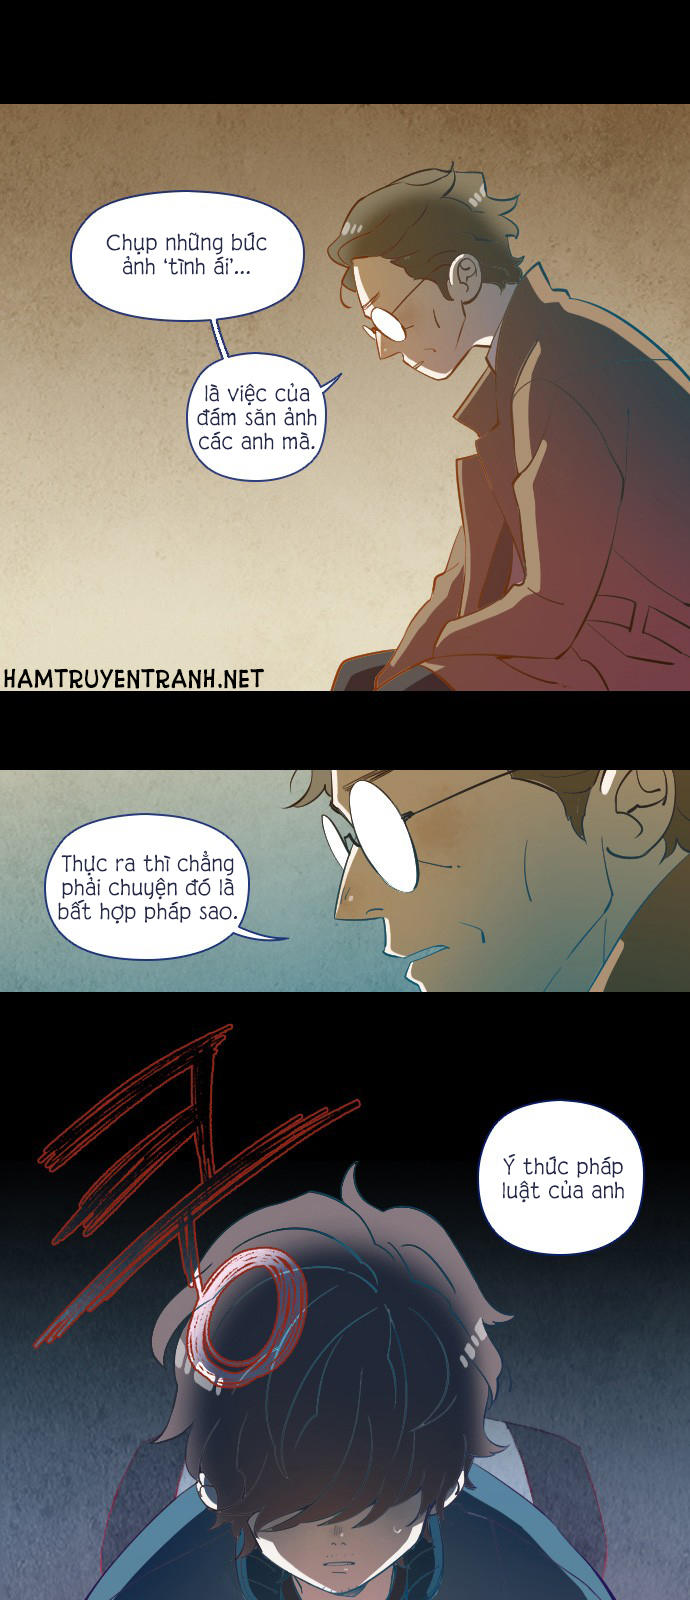 Chụp những bức
ảnh 'tình ái'...
là việc của
đám săn ảnh
các anh mà.
HAMTRUYENTRANH.NET
Thực ra thì chẳng
phải chuyện đó là
bất hợp pháp sao.
Ý thức pháp
luật của anh